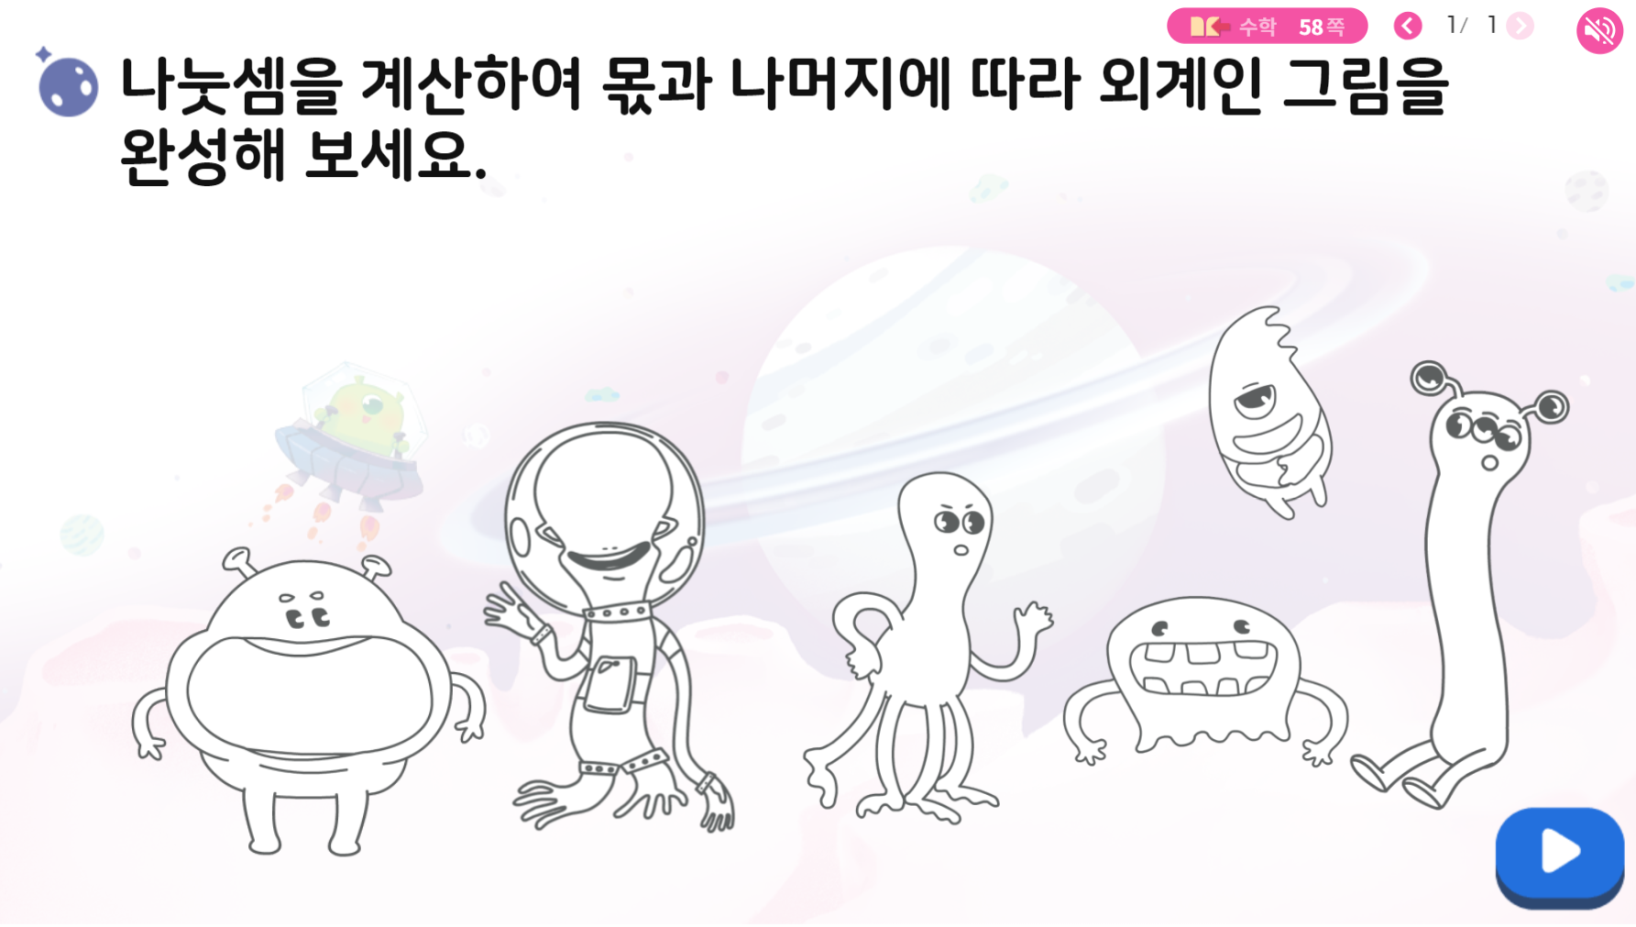 수학 58쪽
1/ 1
나눗셈을 계산하여 몫과 나머지에 따라 외계인 그림을
완성해 보세요.